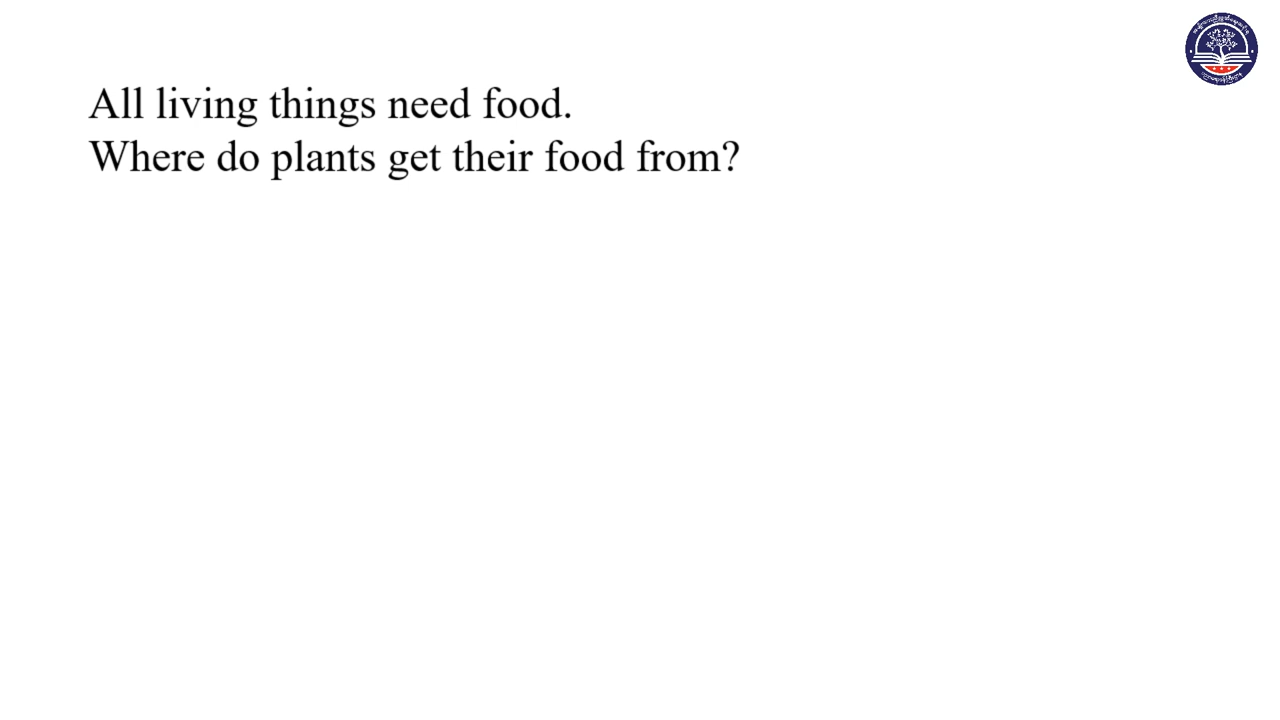 All living things need food.
Where do plants get their food from?